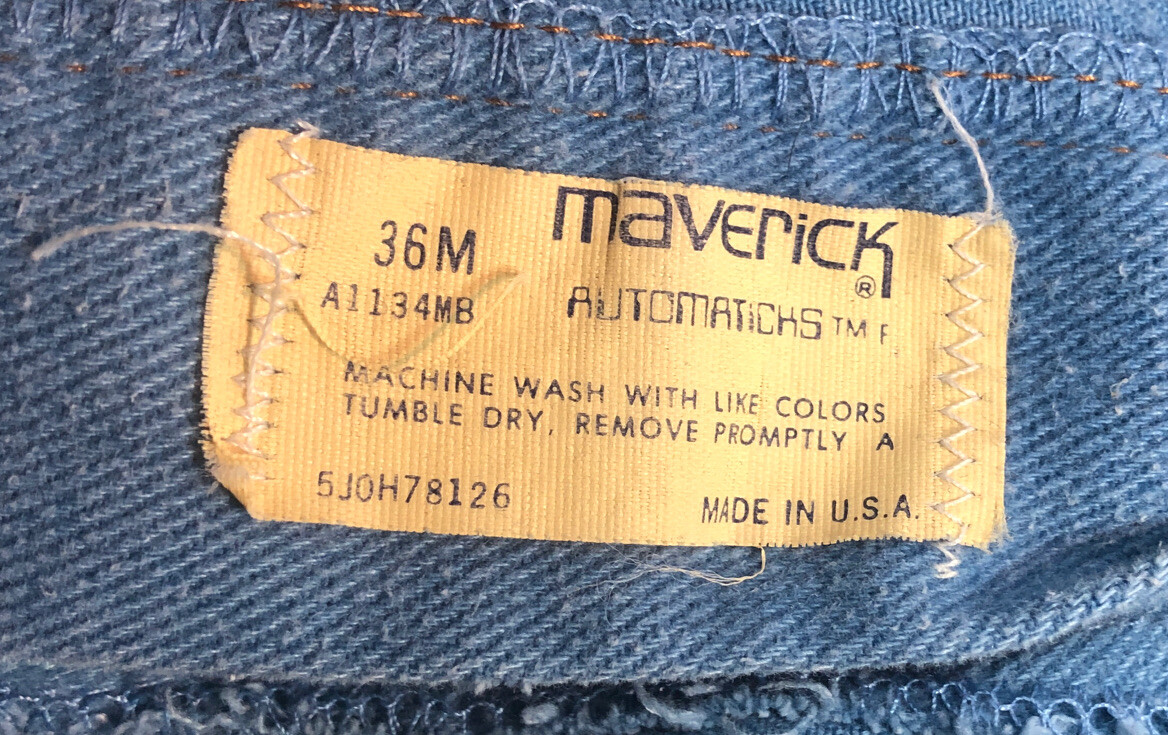 maverick ®
36M
AUTOMATICKS TM F
A1134MB
MACHINE WASH WITH LIKE COLORS
TUMBLE DRY, REMOVE PROMPTLY A
5J0H78126
MADE IN U.S.A.